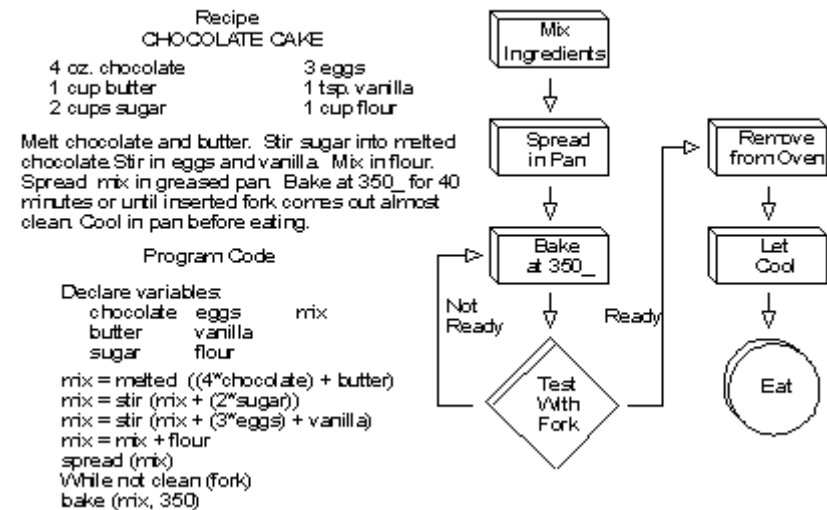 Recipe
CHOCOLATE CAKE
4 oz. chocolate 3 eggs
1 cup butter 1 tsp. vanilla
2 cups sugar 1 cup flour
Melt chocolate and butter. Stir sugar into melted
chocolate. Stir in eggs and vanilla. Mix in flour.
Spread mix in greased pan. Bake at 350_ for 40
minutes or until inserted fork comes out almost
clean. Cool in pan before eating.
Program Code
Declare variables:
chocolate eggs mix
butter vanilla
sugar flour
mix = melted ((4*chocolate) + butter)
mix = stir (mix + (2*sugar))
mix = stir (mix + (3*eggs) + vanilla)
mix = mix + flour
spread (mix)
While not clean (fork)
bake (mix, 350)
Mix
Ingredients
Spread
in Pan
Bake
at 350_
Not
Ready
Test
With
Fork
Ready
Remove
from Oven
Let
Cool
Eat